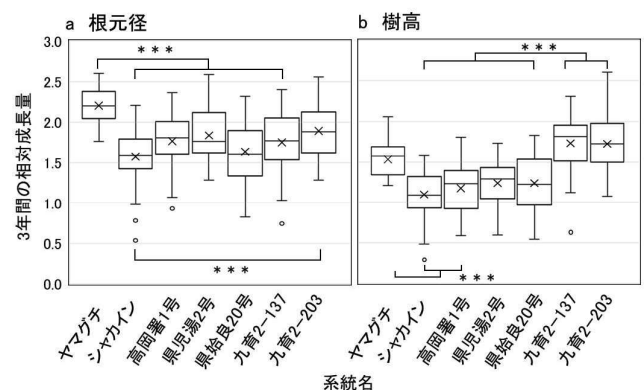 a 根元径
b 樹高
3年間の相対成長量
3.0
2.5
2.0
1.5
1.0
0.5
0.0
***
***
***
***
ヤマグチ
シャカイン
高岡署1号
県児湯2号
県姶良20号
九育2-137
九育2-203
ヤマグチ
シャカイン
高岡署1号
県児湯2号
県姶良20号
九育2-137
九育2-203
系統名